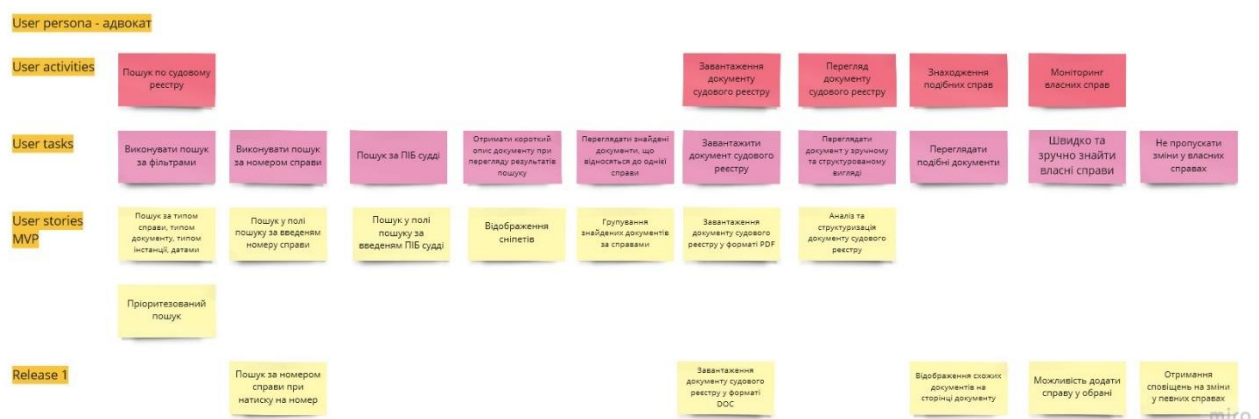 User persona - адвокат
User activities
Пошук по судовому
реєстру
Завантаження
документу
судового реєстру
Перегляд
документу
судового реєстру
Знаходження
подібних справ
Моніторинг
власних справ
User tasks
Виконувати пошук
за фільтрами
Виконувати пошук
за номером справи
Пошук за ПІБ судді
Отримати короткий
опис документу при
перегляду результатів
пошуку
Переглядати знайдені
документи, що
відносяться до однієї
справи
Завантажити
документ судового
реєстру
Переглядати
документ у зручному
та структурованому
вигляді
Переглядати
подібні документи
Швидко та
зручно знайти
власні справи
Не пропускати
зміни у власних
справах
User stories
MVP
Пошук за типом
справи, типом
документу, типом
інстанції, датами
Пошук у полі
пошуку за введеням
номеру справи
Пошук у полі
пошуку за
введеням ПІБ судді
Відображення
сніпетів
Групування
знайдених документів
за справами
Завантаження
документу судового
реєстру у форматі PDF
Аналіз та
структуризація
документу судового
реєстру
Пріоритезований
пошук
Release 1
Пошук за номером
справи при
натиску на номер
Завантаження
документу судового
реєстру у форматі
DOC
Відображення схожих
документів на
сторінці документу
Можливість додати
справу у обрані
Отримання
сповіщень на зміни
у певних справах
miro